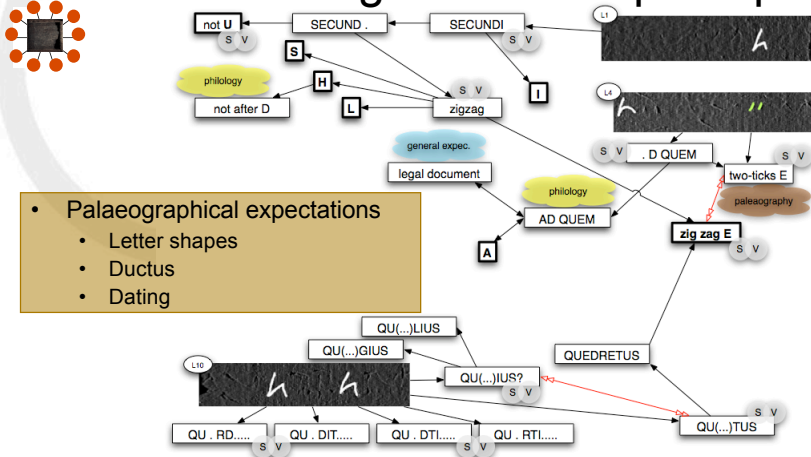 not U
SECUND .
SECUNDI
L1
S V
S V
S
philology
H
S V
I
not after D
L
zigzag
L4
general expec.
S V
. D QUEM
S V
legal document
two-ticks E
philology
paleography
AD QUEM
zig zag E
A
S V
• Palaeographical expectations
• Letter shapes
• Ductus
• Dating
QU(...)LIUS
QU(...)GIUS
QUEDRETUS
L10
QU(...)IUS?
S V
S V
QU(...)TUS
QU . RD.....
QU . DIT.....
QU . DTI.....
QU . RTI.....
S V
S V